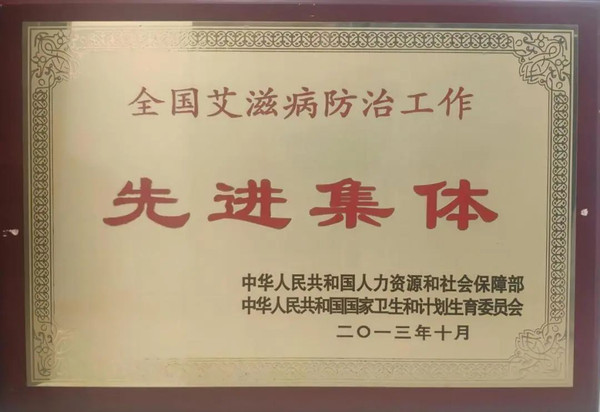 全国艾滋病防治工作
先进集体
中华人民共和国人力资源和社会保障部
中华人民共和国国家卫生和计划生育委员会
二〇一三年十月